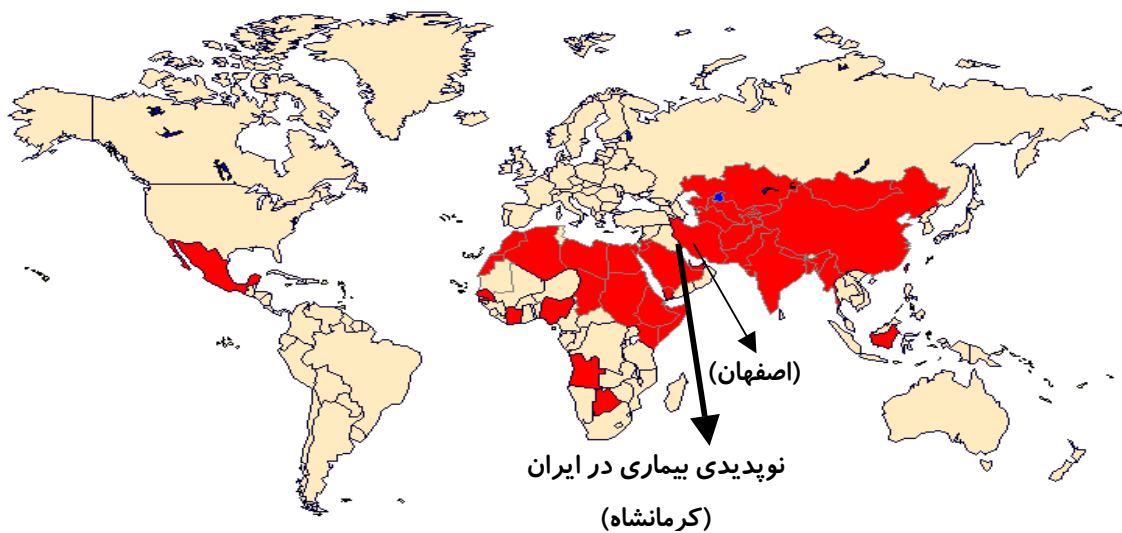 (اصفهان)
نوپدیدی بیماری در ایران
(کرمانشاه)